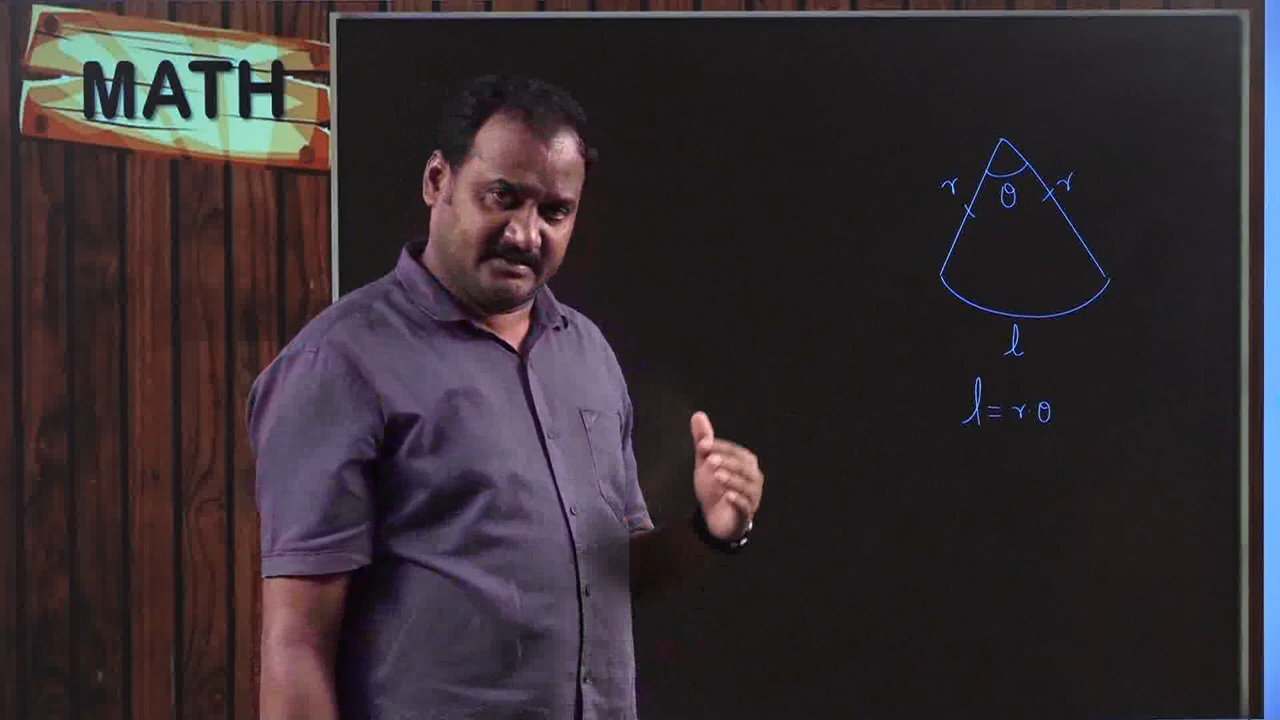 MATH
r r
θ
l
l = r·θ